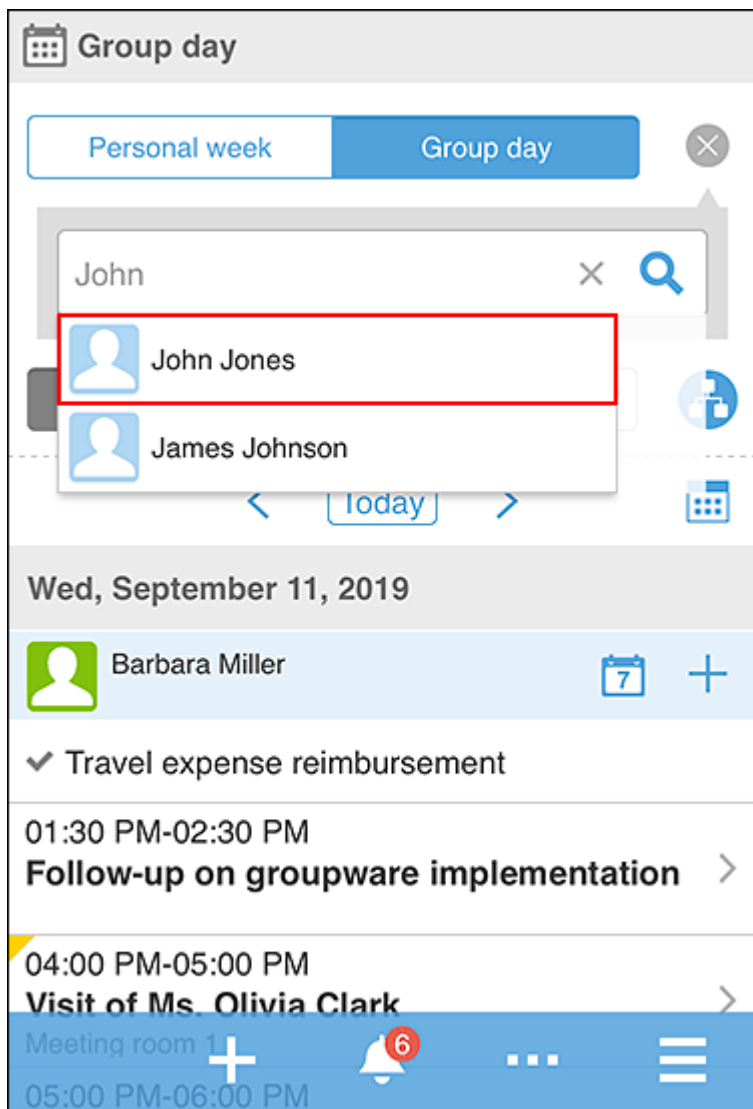 Group day
Personal week Group day
John
John Jones
James Johnson
Today
Wed, September 11, 2019
Barbara Miller
7
Travel expense reimbursement
01:30 PM-02:30 PM
Follow-up on groupware implementation
04:00 PM-05:00 PM
Visit of Ms. Olivia Clark
Meeting room 1
6
05:00 PM-06:00 PM